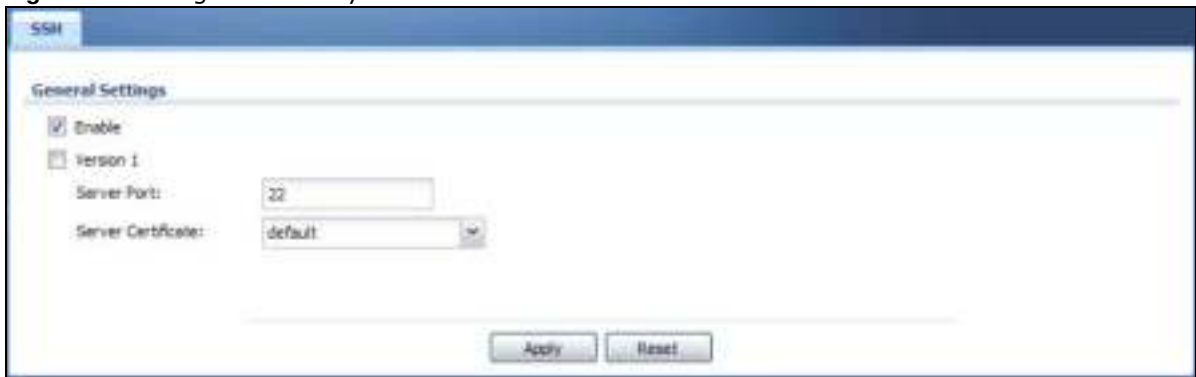 SSH
General Settings
Enable
Version 1
Server Port:
22
Server Certificate:
default
Apply
Reset